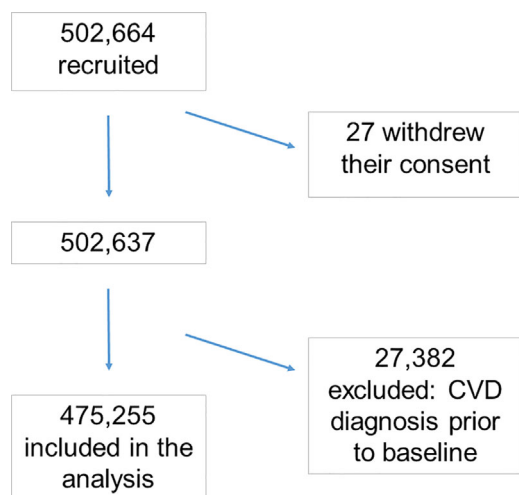 502,664
recruited
27 withdrew
their consent
502,637
27,382
excluded: CVD
diagnosis prior
to baseline
475,255
included in the
analysis